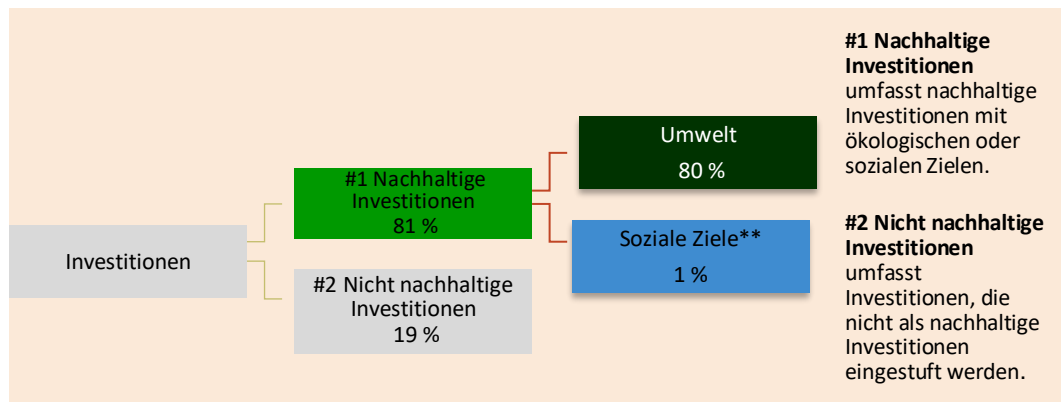 Investitionen
#1 Nachhaltige
Investitionen
81 %
#2 Nicht nachhaltige
Investitionen
19 %
Umwelt
80 %
Soziale Ziele**
1 %
#1 Nachhaltige
Investitionen
umfasst nachhaltige
Investitionen mit
ökologischen oder
sozialen Zielen.
#2 Nicht nachhaltige
Investitionen
umfasst
Investitionen, die
nicht als nachhaltige
Investitionen
eingestuft werden.